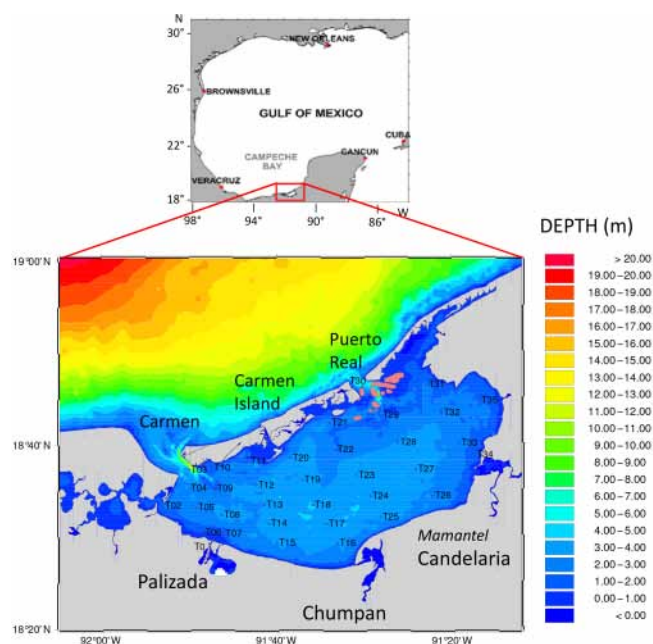 N
30°
NEW ORLEANS
26°
BROWNSVILLE
GULF OF MEXICO
22°
CUBA
CAMPECHE
BAY
CANCUN
VERACRUZ
18°
98° 94° 90° 86° W
DEPTH (m)
19°00'N
> 20.00
19.00-20.00
18.00-19.00
17.00-18.00
16.00-17.00
15.00-16.00
14.00-15.00
13.00-14.00
12.00-13.00
11.00-12.00
10.00-11.00
9.00-10.00
8.00-9.00
7.00-8.00
6.00-7.00
5.00-6.00
4.00-5.00
3.00-4.00
2.00-3.00
1.00-2.00
0.00-1.00
< 0.00
Puerto
Real
T30
T31
Carmen
Island
T35
T32
T29
T21
Carmen
18°40'N
T28
T33
T22
T20
T34
T11
T10
T03
T27
T23
T19
T12
T09
T04
T26
T24
T18
T13
T05
T02
T25
T08
T17
T14
T07
T06
T16
T15
T0
Mamantel
Candelaria
Palizada
Chumpan
18°20'N
92°00'W 91°40'W 91°20'W